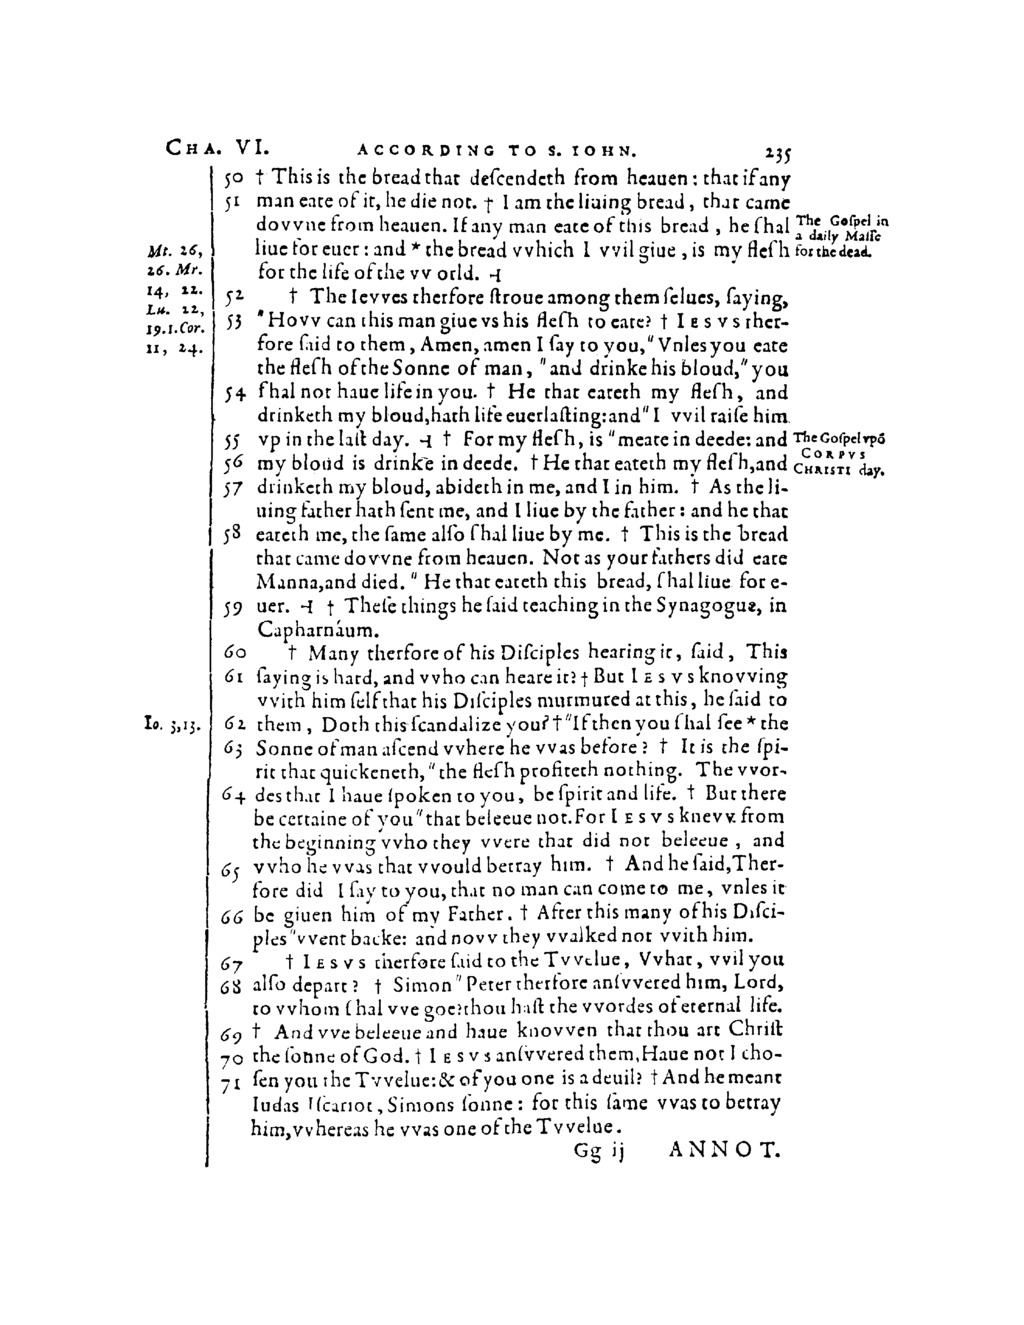 CHA. VI. ACCORDING TO S. IOHN. 235
50 † This is the bread that deſcendeth from heauen: that if any
51 man eate of it, he die not. † I am the liuing bread, that came
dovvne from heauen. If any man eate of this bread, he ſhal
The Goſpel in
a daily Maſſe
for the dead.
liue for euer: and * the bread vvhich I vvil giue, is my fleſh
for the life of the vvorld. ⊣
Mt. 26,
26. Mr.
14, 22.
Lu. 22,
19. 1. Cor.
11, 24.
52 † The Ievves therfore ſtroue among them ſelues, ſaying,
53 "Hovv can this man giue vs his fleſh to eate? † IESVS ther-
fore ſaid to them, Amen, amen I ſay to you, "Vnles you eate
the fleſh of the Sonne of man, "and drinke his bloud, "you
54 ſhal not haue life in you. † He that eateth my fleſh, and
drinketh my bloud, hath life euerlaſting: and "I vvil raiſe him
55 vp in the laſt day. ⊣ † For my fleſh, is "meate in deede: and
The Goſpel vpō
CORPVS
CHRISTI day.
56 my bloud is drinke in deede. † He that eateth my fleſh, and
57 drinketh my bloud, abideth in me, and I in him. † As the li-
uing father hath ſent me, and I liue by the father: and he that
58 eateth me, the ſame alſo ſhal liue by me. † This is the bread
that came dovvne from heauen. Not as your fathers did eate
Manna, and died. "He that eateth this bread, ſhal liue for e-
59 uer. ⊣ † Theſe things he ſaid teaching in the Synagogue, in
Capharnáum.
60 † Many therfore of his Diſciples hearing it, ſaid, This
61 ſaying is hard, and vvho can heare it? † But IESVS knovving
vvith him ſelf that his Diſciples murmured at this, he ſaid to
Io. 3,13.
62 them, Doth this ſcandalize you? † "If then you ſhal ſee * the
63 Sonne of man aſcend vvhere he vvas before? † It is the ſpi-
rit that quickeneth, "the fleſh profiteth nothing. The vvor-
64 des that I haue ſpoken to you, be ſpirit and life. † But there
be certaine of you "that beleeue not. For IESVS knevv from
the beginning vvho they vvere that did not beleeue, and
65 vvho he vvas that vvould betray him. † And he ſaid, Ther-
fore did I ſay to you, that no man can come to me, vnles it
66 be giuen him of my Father. † After this many of his Diſci-
ples "vvent backe: and novv they vvalked not vvith him.
67 † IESVS therfore ſaid to the Tvvelue, Vvhat, vvil you
68 alſo depart? † Simon "Peter therfore anſvvered him, Lord,
to vvhom ſhal vve goe? thou haſt the vvordes of eternal life.
69 † And vve beleeue and haue knovven that thou art Chriſt
70 the ſonne of God. † IESVS anſvvered them, Haue not I cho-
71 ſen you the Tvvelue: & of you one is a deuil? † And he meant
Iudas Iſcariot, Simons ſonne: for this ſame vvas to betray
him, vvhereas he vvas one of the Tvvelue.
Gg ij ANNOT.